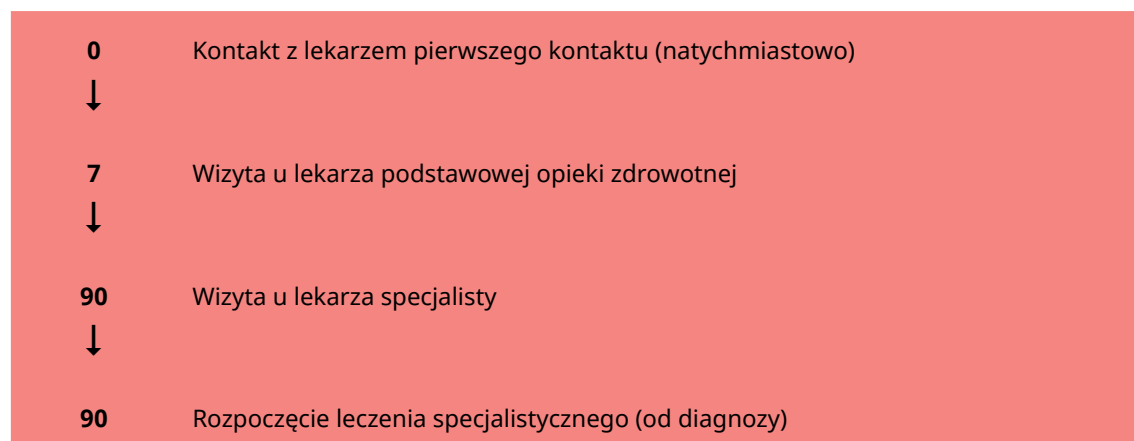 0 Kontakt z lekarzem pierwszego kontaktu (natychmiastowo)
↓
7 Wizyta u lekarza podstawowej opieki zdrowotnej
↓
90 Wizyta u lekarza specjalisty
↓
90 Rozpoczęcie leczenia specjalistycznego (od diagnozy)